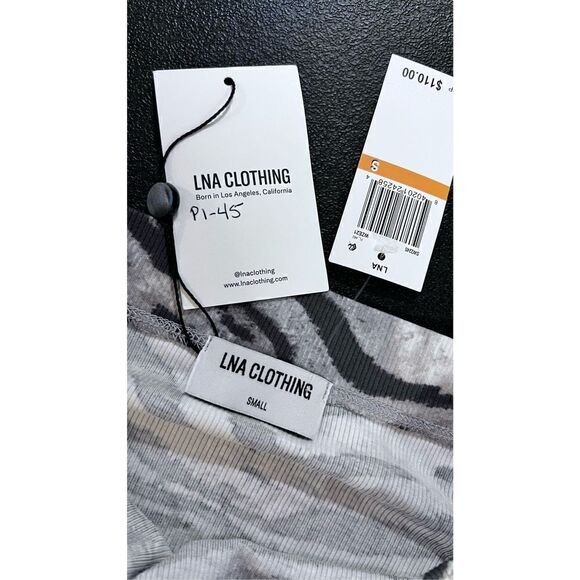 LNA CLOTHING
Born in Los Angeles, California
P1-45
@lnaclothing
www.lnaclothing.com
$110.00
S
LNA
LNA CLOTHING
SMALL